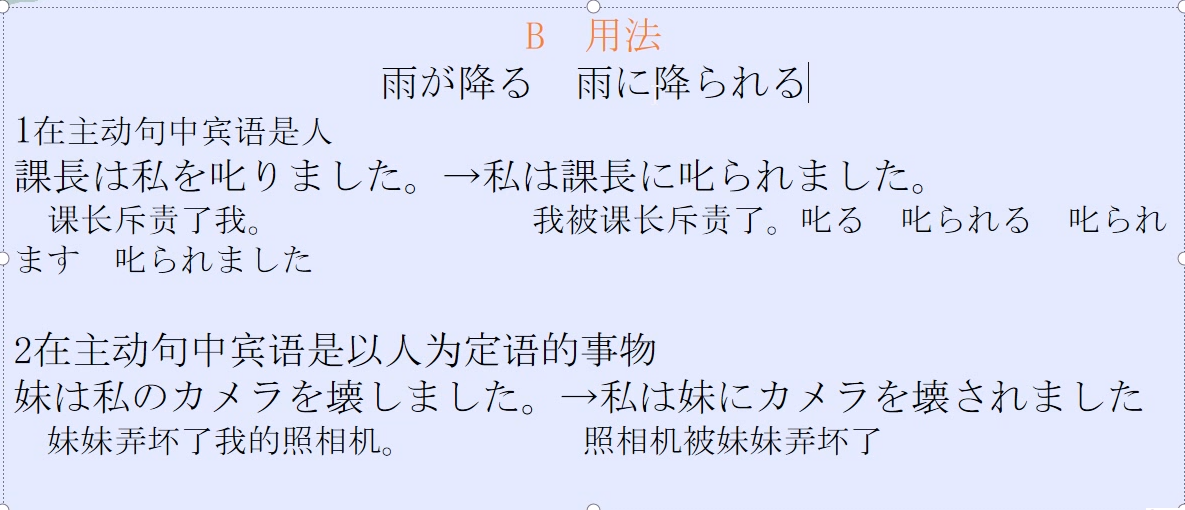 B　用法
雨が降る　雨に降られる
1在主动句中宾语是人
課長は私を叱りました。→私は課長に叱られました。
课长斥责了我。　我被课长斥责了。叱る　叱られる　叱られ
ます　叱られました
2在主动句中宾语是以人为定语的事物
妹は私のカメラを壊しました。→私は妹にカメラを壊されました
妹妹弄坏了我的照相机。　照相机被妹妹弄坏了